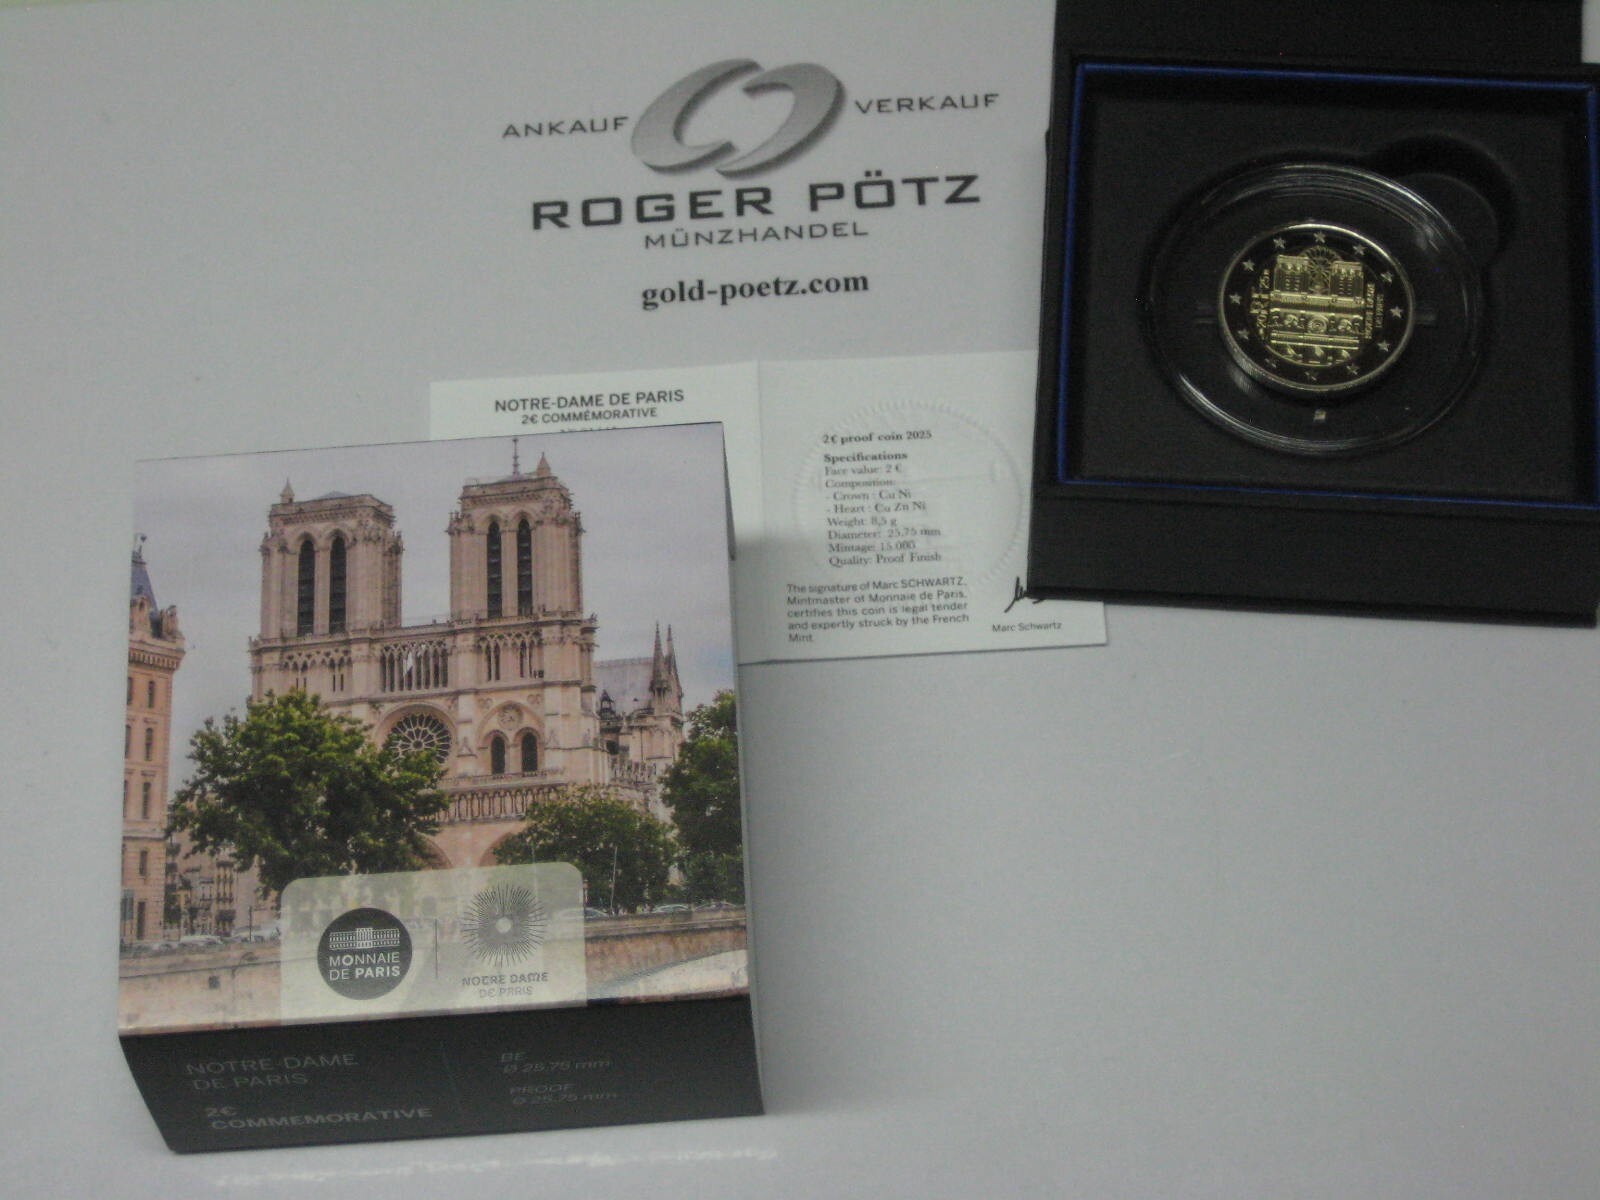 ANKAUF VERKAUF
ROGER PÖTZ
MÜNZHANDEL
gold-poetz.com
NOTRE-DAME DE PARIS
2€ COMMÉMORATIVE
2€ proof coin 2025
Specifications
Face value: 2 €
Composition:
- Crown : Cu Ni
- Heart : Cu Zn Ni
Weight: 8,5 g
Diameter: 25.75 mm
Mintage: 15 000
Quality: Proof Finish
The signature of Marc SCHWARTZ,
Mintmaster of Monnaie de Paris,
certifies this coin is legal tender
and expertly struck by the French
Mint.
Marc Schwartz
NOTRE DAME
DE PARIS
MONNAIE
DE PARIS
NOTRE DAME
DE PARIS
NOTRE-DAME
DE PARIS
2€
COMMEMORATIVE
BE
Ø 25.75 mm
PROOF
Ø 25.75 mm